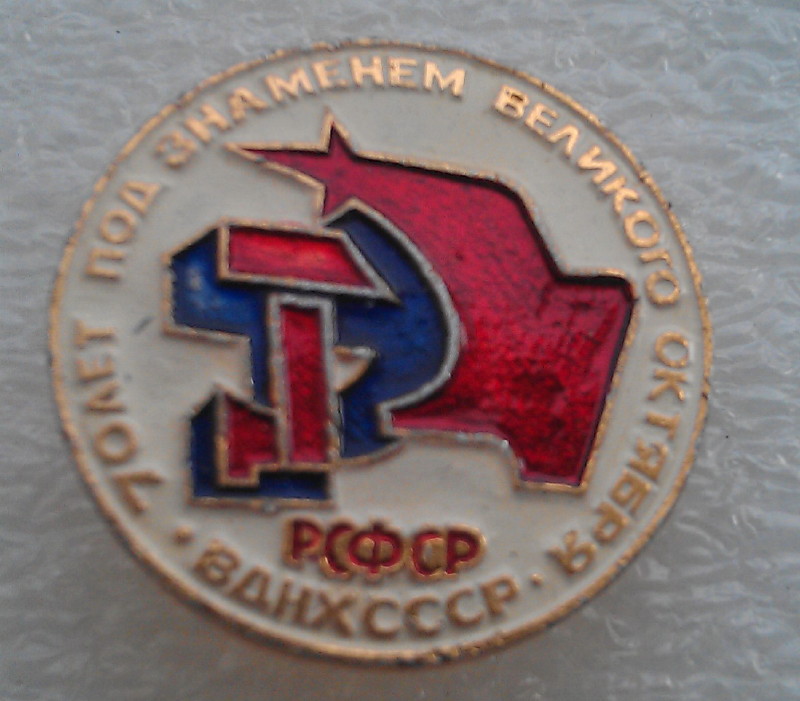 70 ЛЕТ ПОД ЗНАМЕНЕМ ВЕЛИКОГО ОКТЯБРЯ
РСФСР
· ВДНХ СССР ·